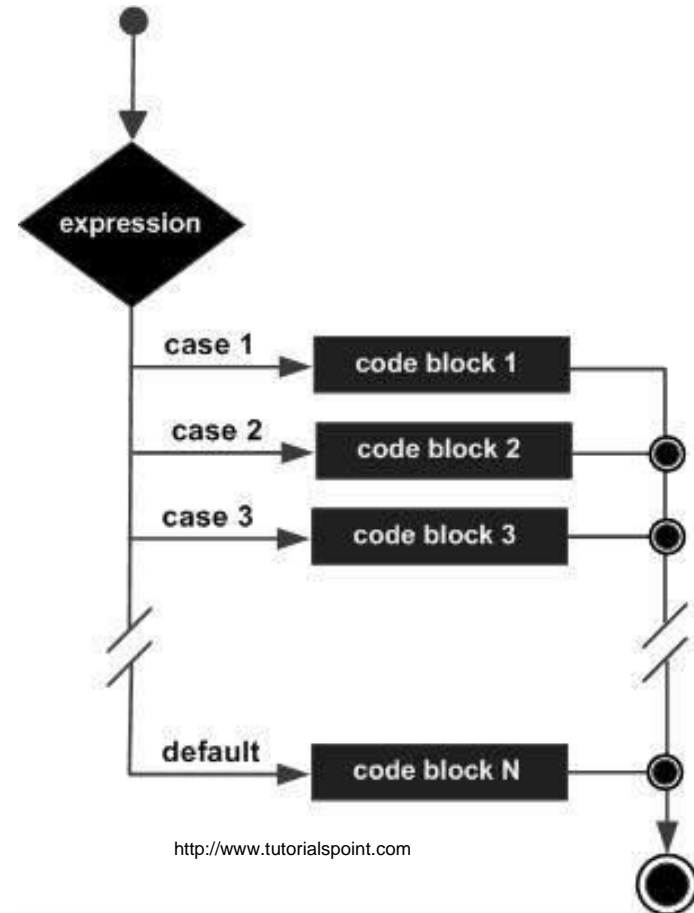 expression
case 1
code block 1
case 2
code block 2
case 3
code block 3
default
code block N
http://www.tutorialspoint.com